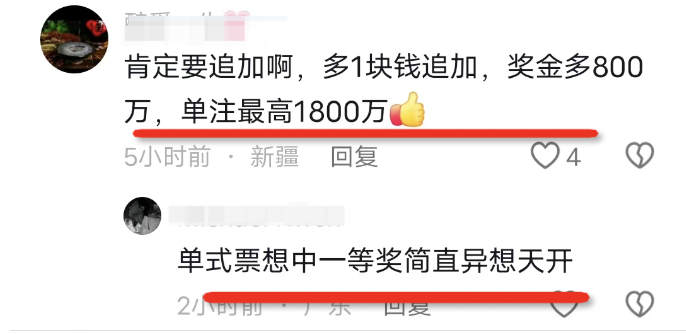 肯定要追加啊，多1块钱追加，奖金多800
万，单注最高1800万👍
5小时前 · 新疆 回复
4
单式票想中一等奖简直异想天开
2小时前 · 广东 回复